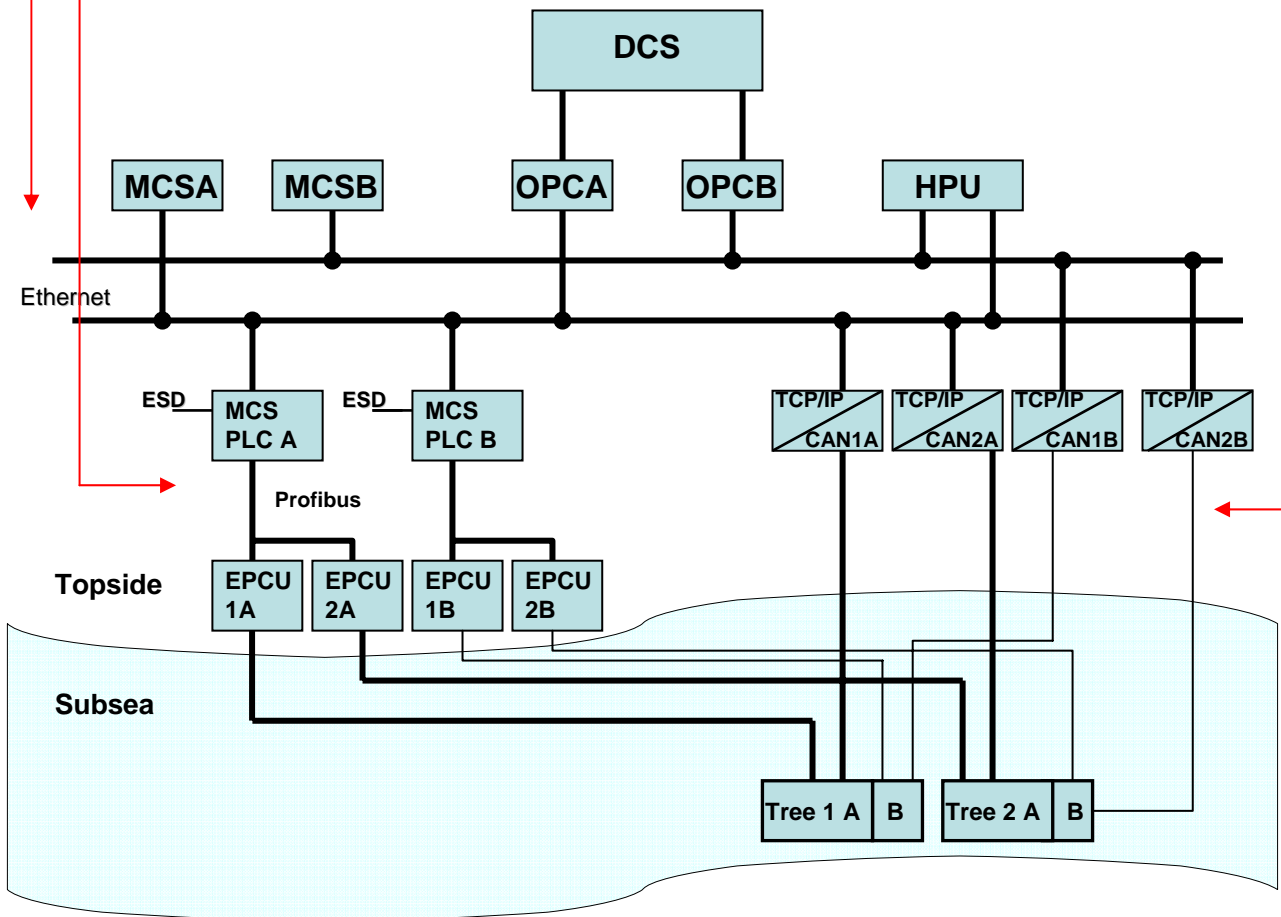 DCS
MCSA
MCSB
OPCA
OPCB
HPU
Ethernet
ESD
MCS
PLC A
ESD
MCS
PLC B
TCP/IP
CAN1A
TCP/IP
CAN2A
TCP/IP
CAN1B
TCP/IP
CAN2B
Profibus
Topside
EPCU
1A
EPCU
2A
EPCU
1B
EPCU
2B
Subsea
Tree 1 A
B
Tree 2 A
B